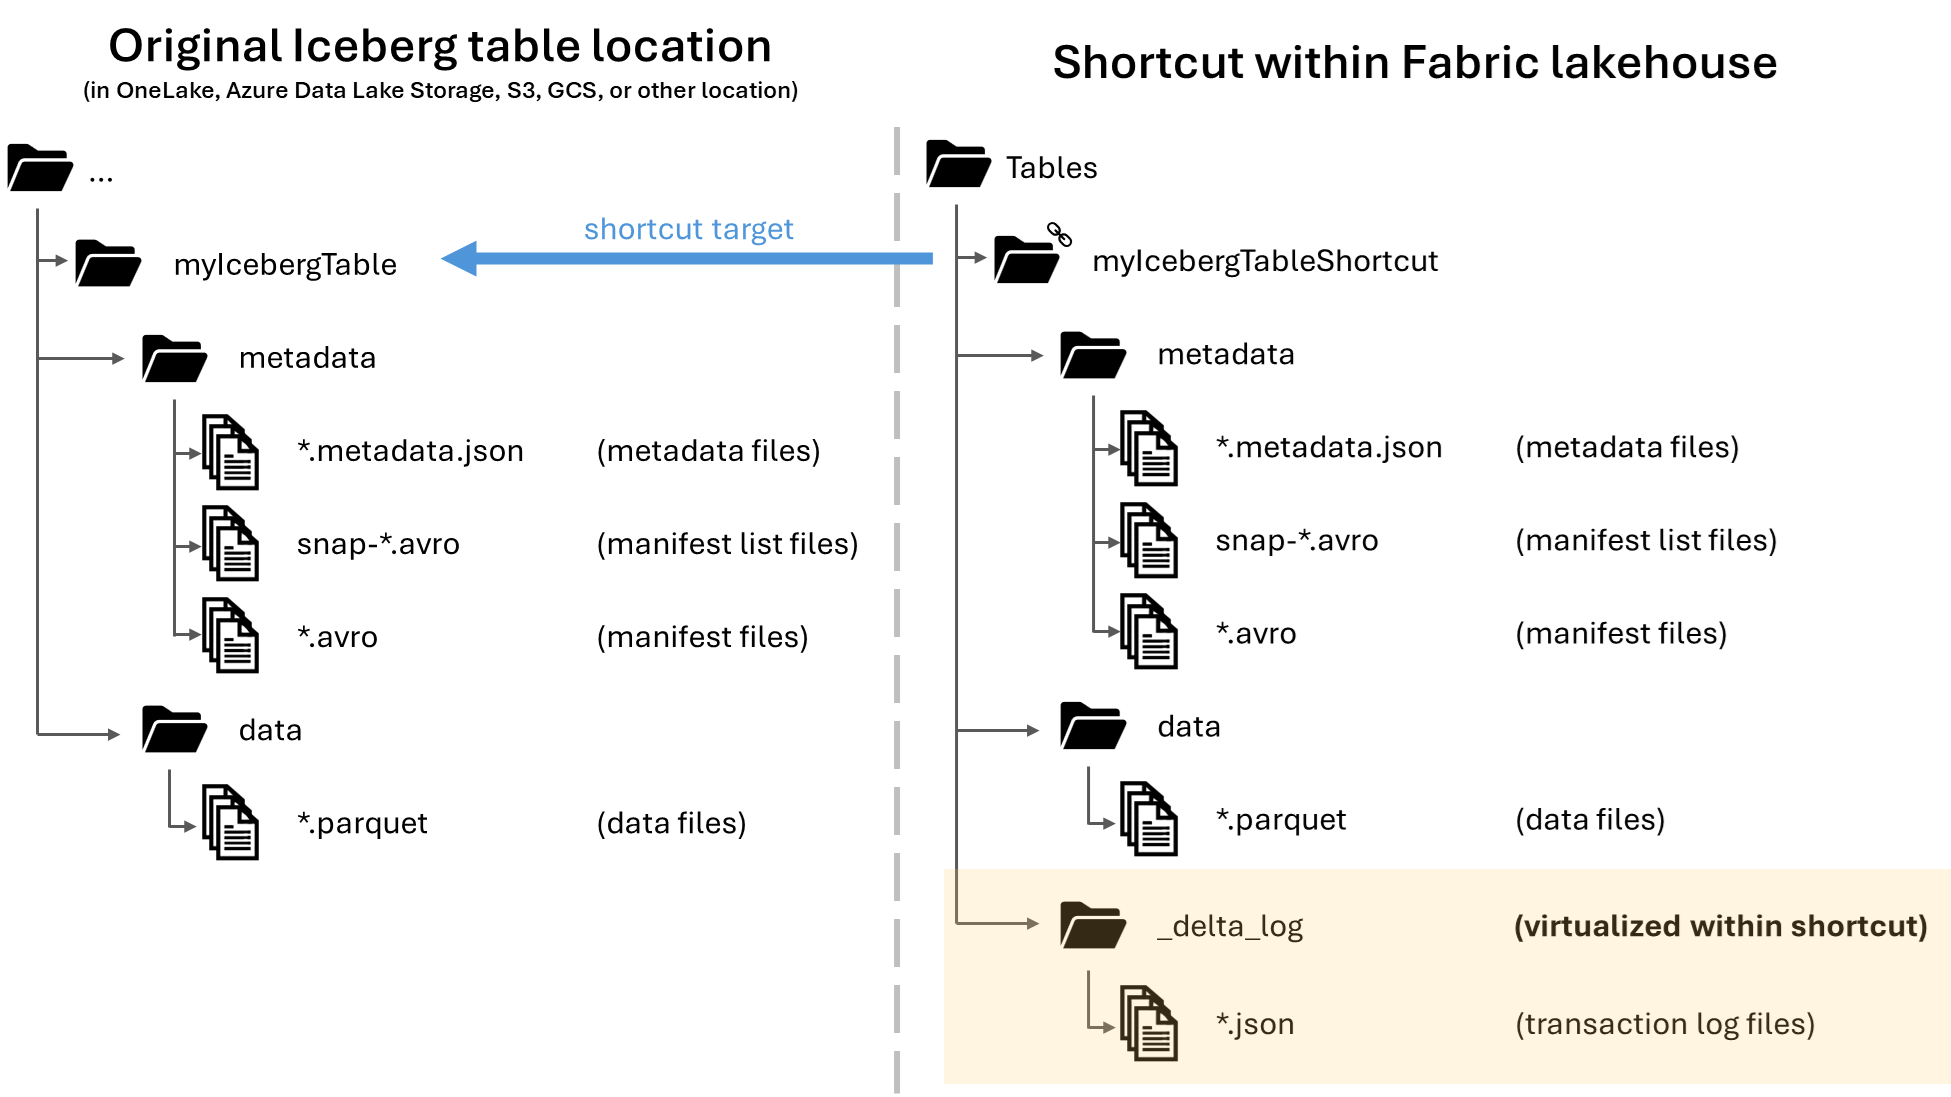 Original Iceberg table location
(in OneLake, Azure Data Lake Storage, S3, GCS, or other location)
...
myIcebergTable
metadata
*.metadata.json (metadata files)
snap-*.avro (manifest list files)
*.avro (manifest files)
data
*.parquet (data files)
shortcut target
Shortcut within Fabric lakehouse
Tables
myIcebergTableShortcut
metadata
*.metadata.json (metadata files)
snap-*.avro (manifest list files)
*.avro (manifest files)
data
*.parquet (data files)
_delta_log (virtualized within shortcut)
*.json (transaction log files)